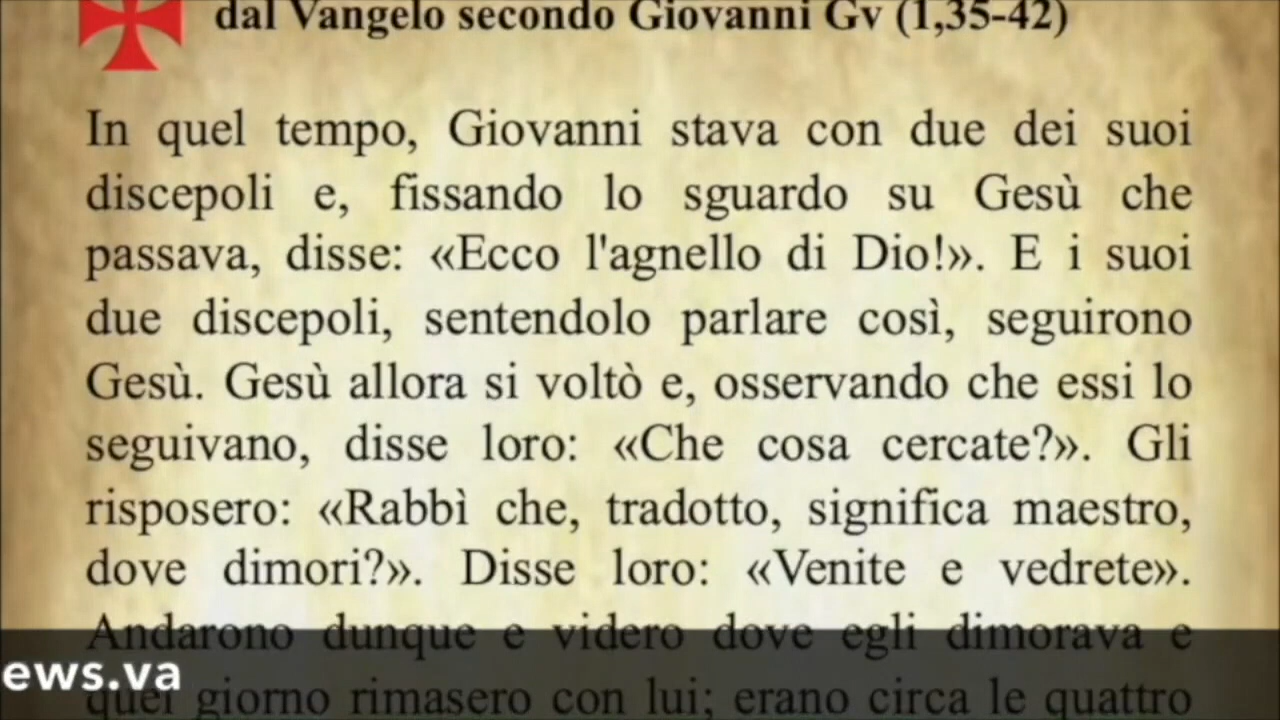 dal Vangelo secondo Giovanni Gv (1,35-42)
In quel tempo, Giovanni stava con due dei suoi
discepoli e, fissando lo sguardo su Gesù che
passava, disse: «Ecco l'agnello di Dio!». E i suoi
due discepoli, sentendolo parlare così, seguirono
Gesù. Gesù allora si voltò e, osservando che essi lo
seguivano, disse loro: «Che cosa cercate?». Gli
risposero: «Rabbì che, tradotto, significa maestro,
dove dimori?». Disse loro: «Venite e vedrete».
Andarono dunque e videro dove egli dimorava e
ews.va
quel giorno rimasero con lui; erano circa le quattro